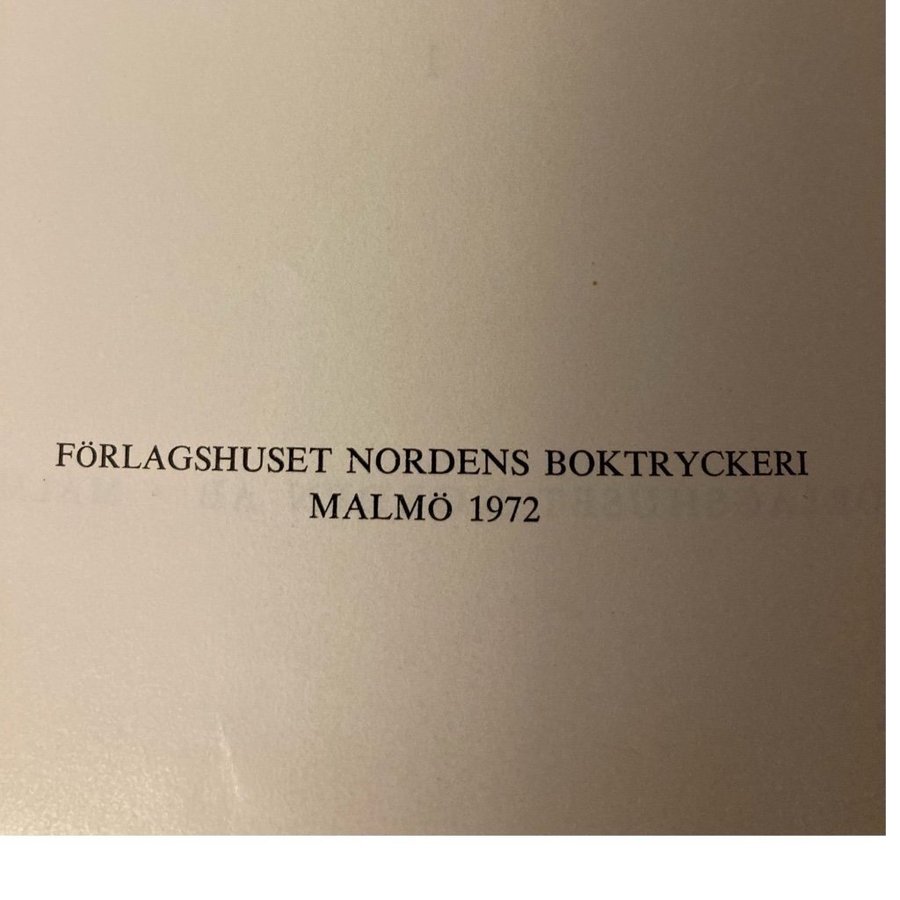 FÖRLAGSHUSET NORDENS BOKTRYCKERI
MALMÖ 1972